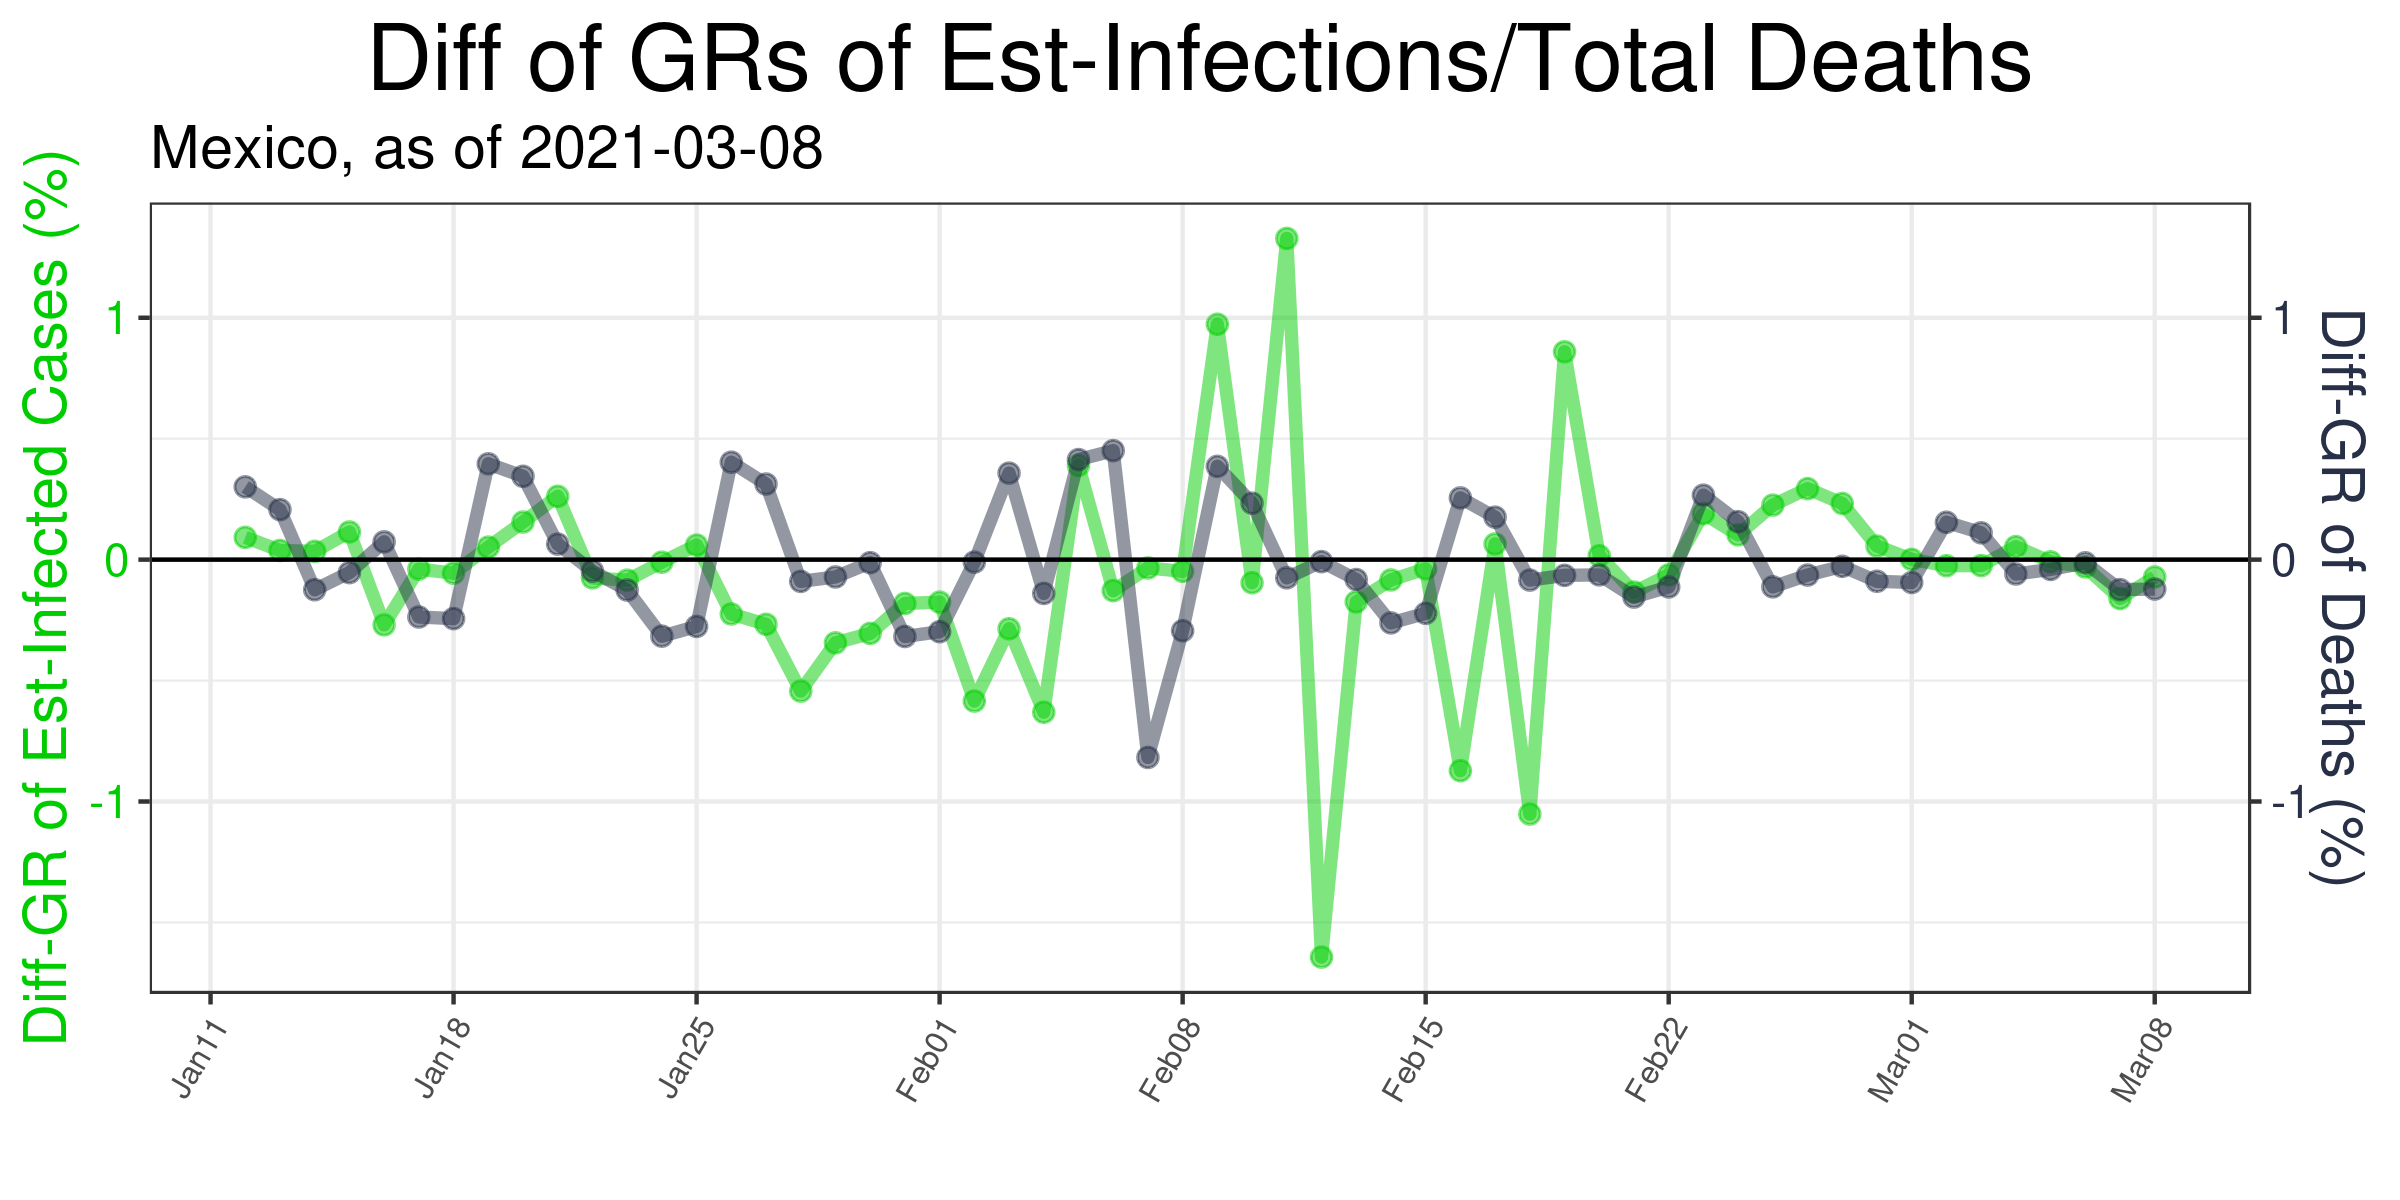 Diff of GRs of Est-Infections/Total Deaths
Mexico, as of 2021-03-08
Diff-GR of Est-Infected Cases (%)
1
0
-1
1
0
-1
Diff-GR of Deaths (%)
Jan11
Jan18
Jan25
Feb01
Feb08
Feb15
Feb22
Mar01
Mar08